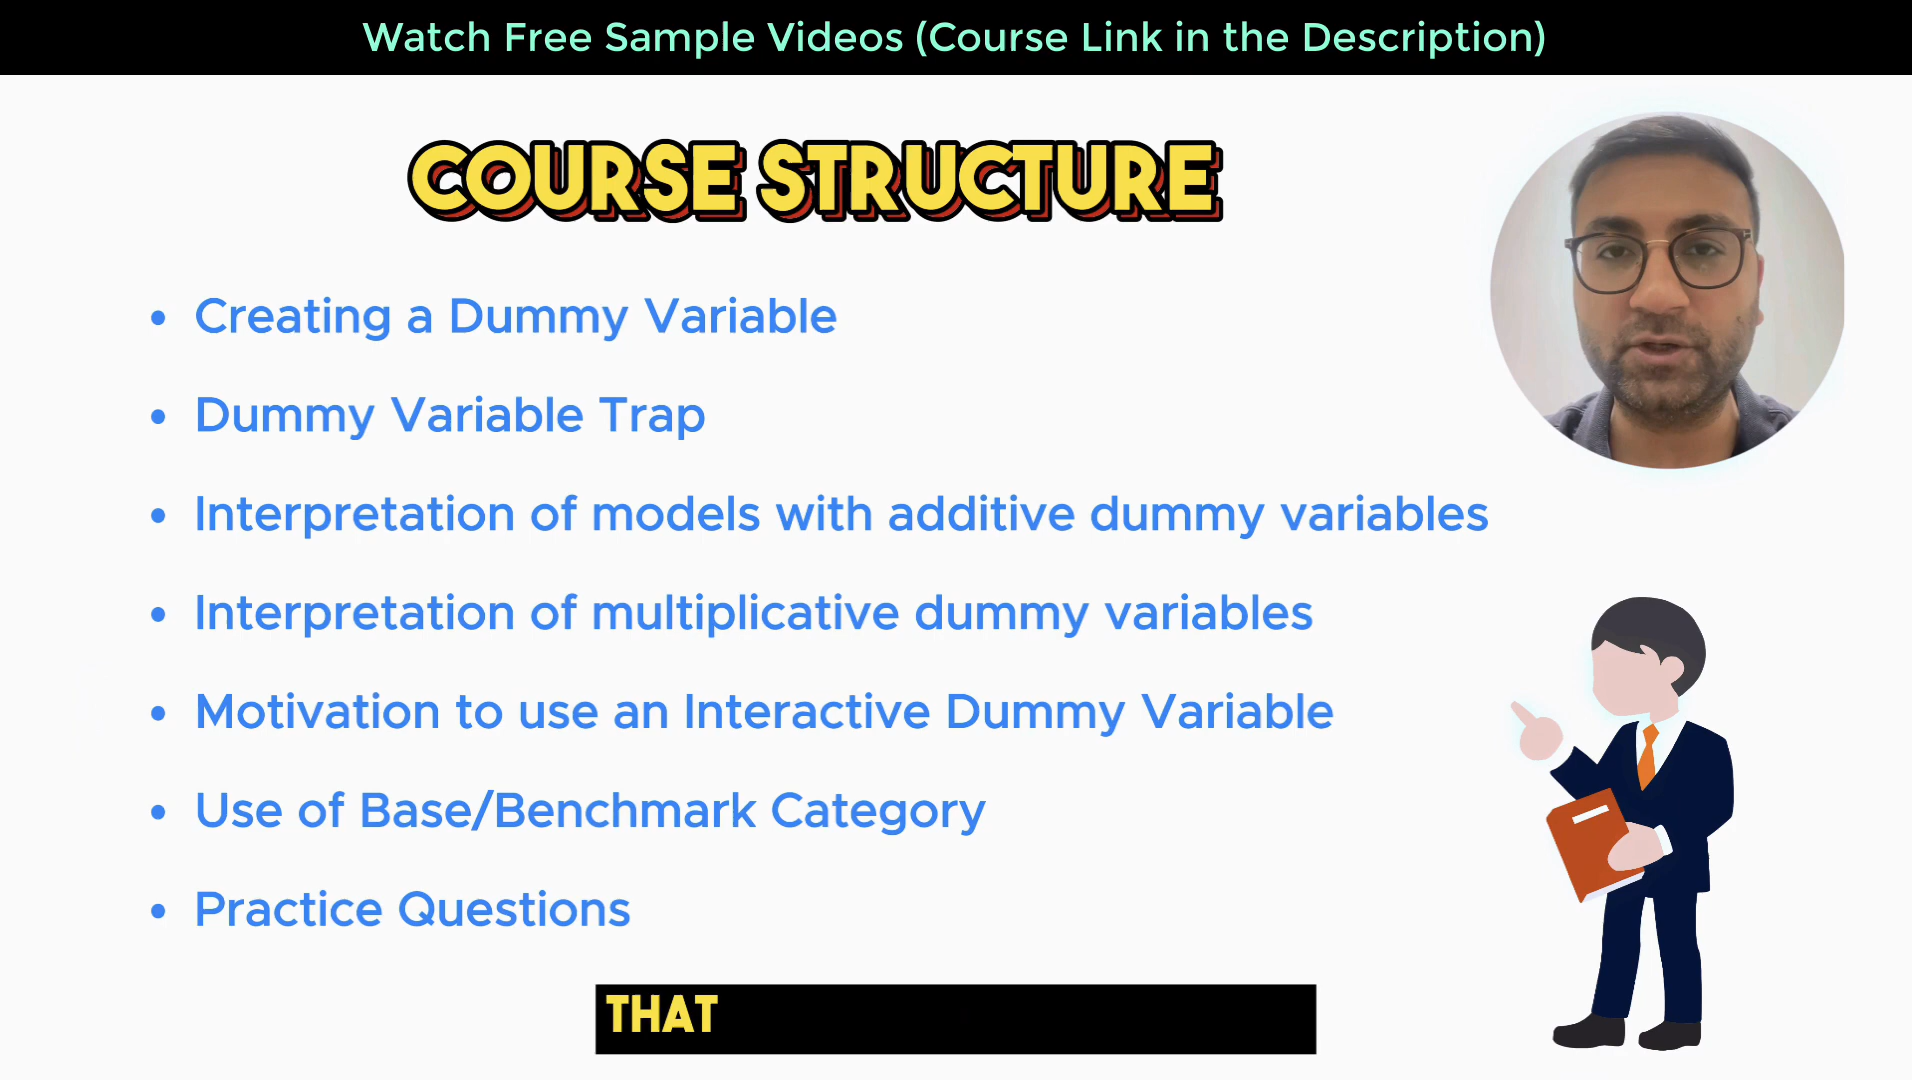 Watch Free Sample Videos (Course Link in the Description)
COURSE STRUCTURE
• Creating a Dummy Variable
• Dummy Variable Trap
• Interpretation of models with additive dummy variables
• Interpretation of multiplicative dummy variables
• Motivation to use an Interactive Dummy Variable
• Use of Base/Benchmark Category
• Practice Questions
THAT